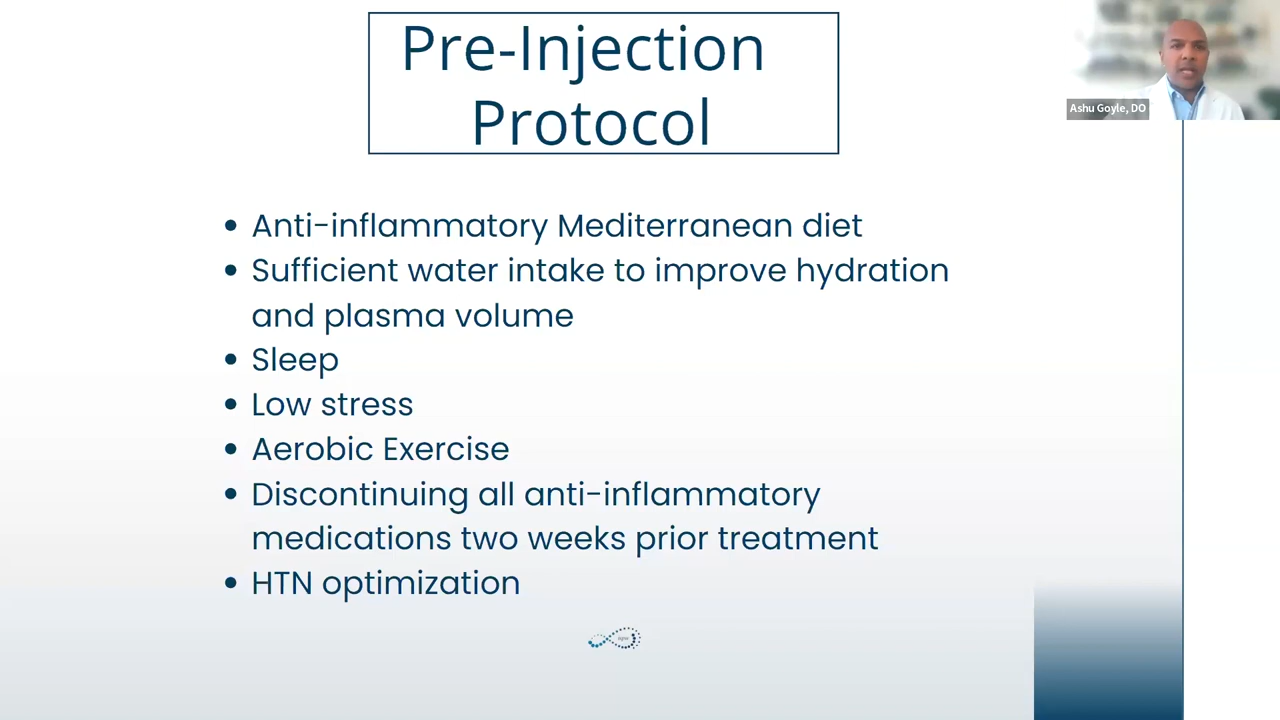 Pre-Injection
Protocol
Ashu Goyle, DO
• Anti-inflammatory Mediterranean diet
• Sufficient water intake to improve hydration
and plasma volume
• Sleep
• Low stress
• Aerobic Exercise
• Discontinuing all anti-inflammatory
medications two weeks prior treatment
• HTN optimization